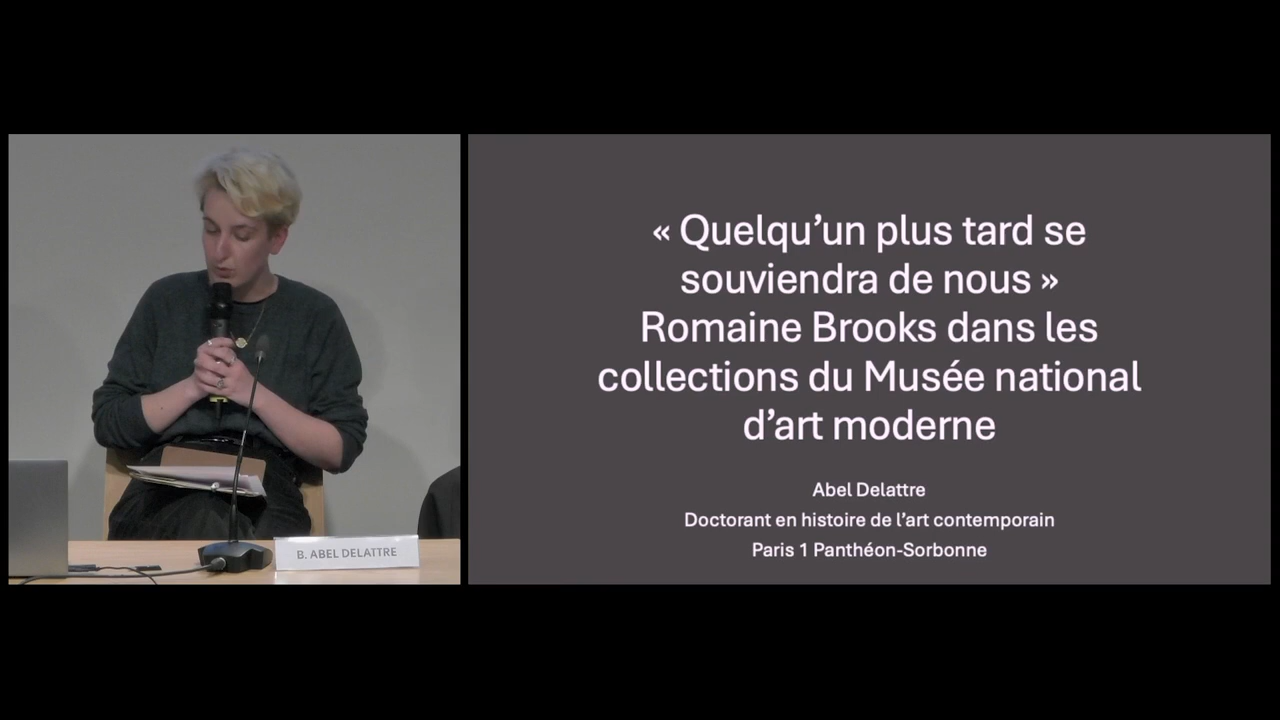 « Quelqu’un plus tard se
souviendra de nous »
Romaine Brooks dans les
collections du Musée national
d’art moderne
Abel Delattre
Doctorant en histoire de l’art contemporain
Paris 1 Panthéon-Sorbonne
B. ABEL DELATTRE